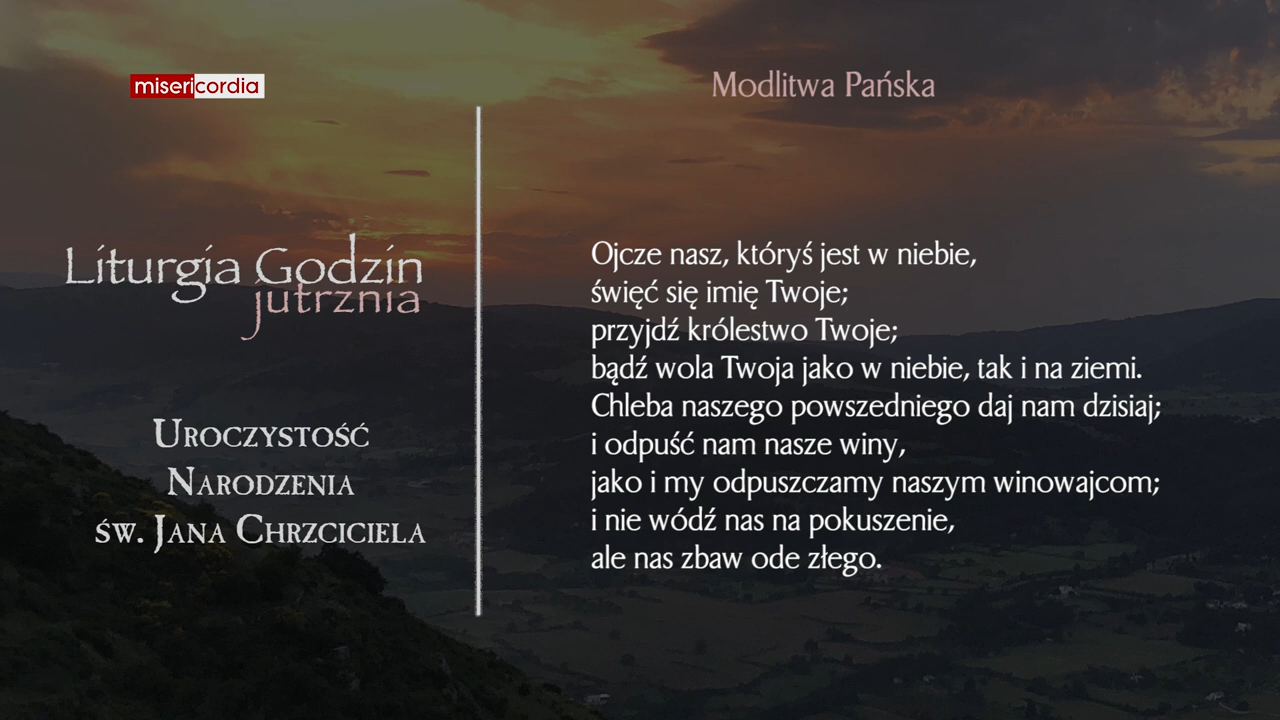 misericordia
Liturgia Godzin
jutrznia
Uroczystość
Narodzenia
św. Jana Chrzciciela
Modlitwa Pańska
Ojcze nasz, któryś jest w niebie,
święć się imię Twoje;
przyjdź królestwo Twoje;
bądź wola Twoja jako w niebie, tak i na ziemi.
Chleba naszego powszedniego daj nam dzisiaj;
i odpuść nam nasze winy,
jako i my odpuszczamy naszym winowajcom;
i nie wódź nas na pokuszenie,
ale nas zbaw ode złego.